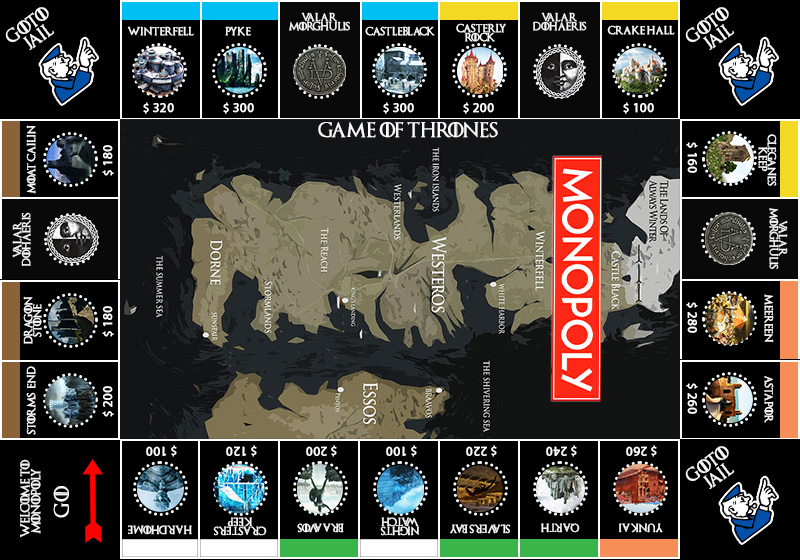 GO TO
JAIL
WINTERFELL
$ 320
PYKE
$ 300
VALAR
MORGHULIS
CASTLEBLACK
$ 300
CASTERLY
ROCK
$ 200
VALAR
DOHAERIS
CRAKEHALL
$ 100
GO TO
JAIL
MOAT CAILIN
$ 180
VALAR
DOHAERIS
DRAGON
STONE
$ 180
STORMS END
$ 200
GAME OF THRONES
MONOPOLY
THE LANDS OF
ALWAYS WINTER
CASTLE BLACK
WINTERFELL
WHITE HARBOR
THE IRON ISLANDS
WESTEROS
WESTERLANDS
THE REACH
KINGS LANDING
STORMLANDS
DORNE
SUNSPEAR
THE SUMMER SEA
THE SHIVERING SEA
BRAAVOS
ESSOS
PENTOS
CLEGANES
KEEP
$ 160
VALAR
MORGHULIS
MEEREEN
$ 280
ASTAPOR
$ 260
WELCOME TO
MONOPOLY
GO
$ 100
HARDHOME
$ 120
CRASTERS
KEEP
$ 200
BRAVOS
$ 100
NIGHTS
WATCH
$ 220
SLAVERS BAY
$ 240
QARTH
$ 260
YUNKAI
GO TO
JAIL